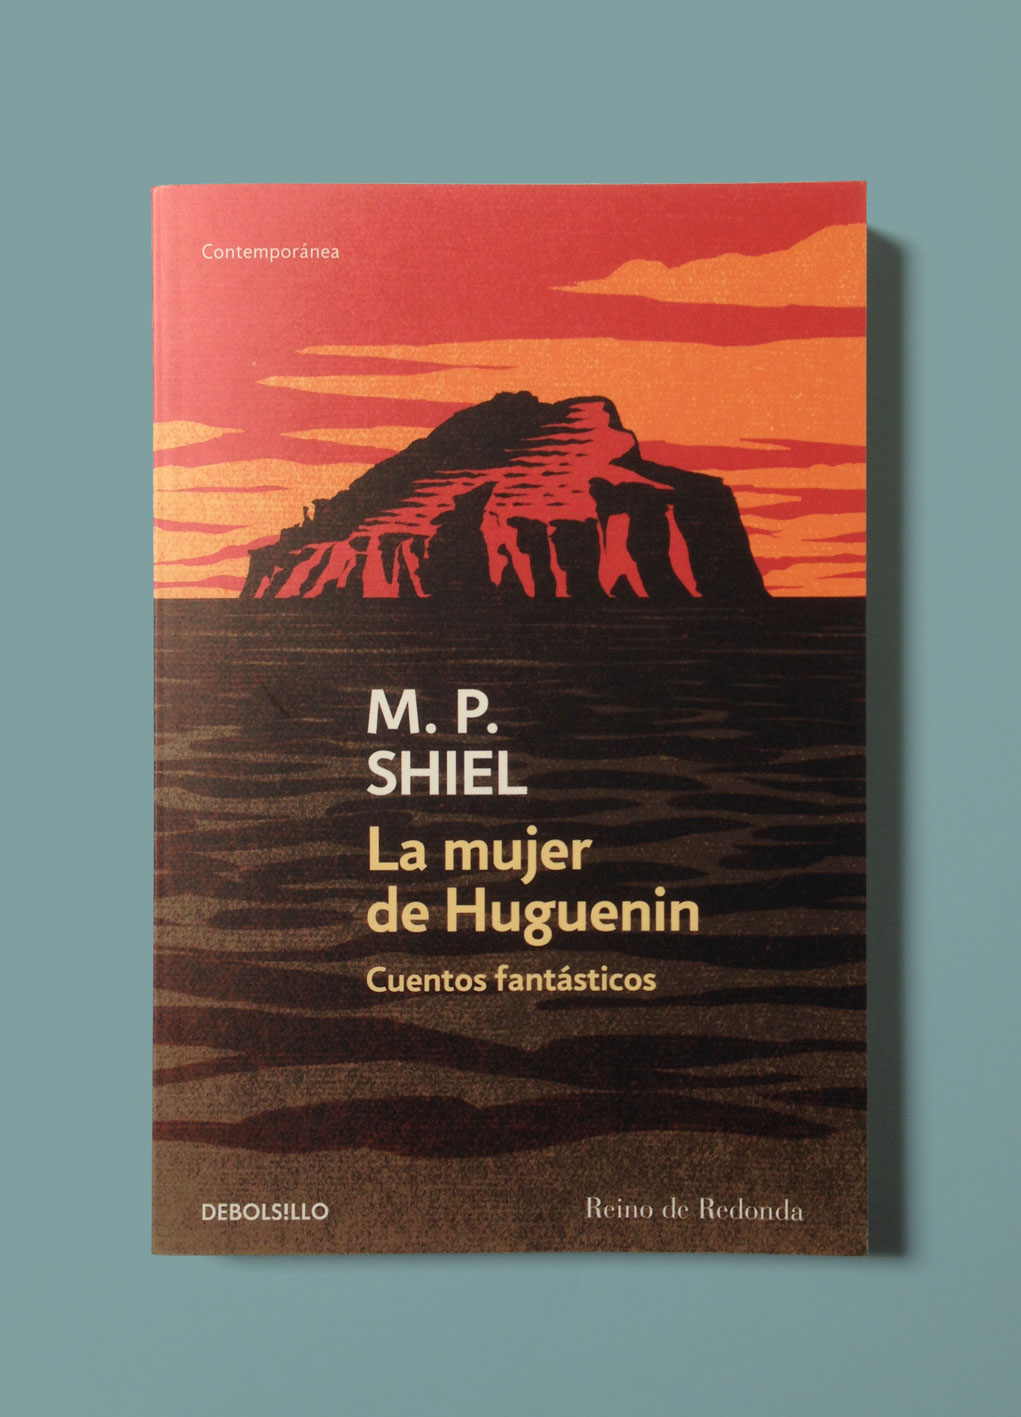 Contemporánea
M. P.
SHIEL
La mujer
de Huguenin
Cuentos fantásticos
DEBOLS!LLO
Reino de Redonda